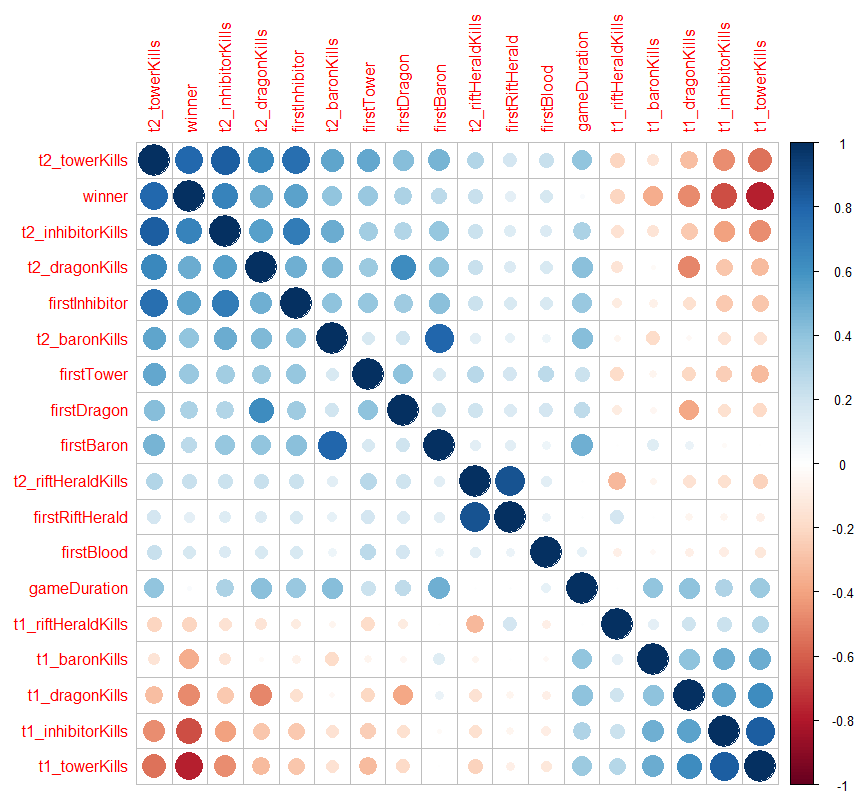 t2_towerKills
winner
t2_inhibitorKills
t2_dragonKills
firstInhibitor
t2_baronKills
firstTower
firstDragon
firstBaron
t2_riftHeraldKills
firstRiftHerald
firstBlood
gameDuration
t1_riftHeraldKills
t1_baronKills
t1_dragonKills
t1_inhibitorKills
t1_towerKills
t2_towerKills
winner
t2_inhibitorKills
t2_dragonKills
firstInhibitor
t2_baronKills
firstTower
firstDragon
firstBaron
t2_riftHeraldKills
firstRiftHerald
firstBlood
gameDuration
t1_riftHeraldKills
t1_baronKills
t1_dragonKills
t1_inhibitorKills
t1_towerKills
1
0.8
0.6
0.4
0.2
0
-0.2
-0.4
-0.6
-0.8
-1